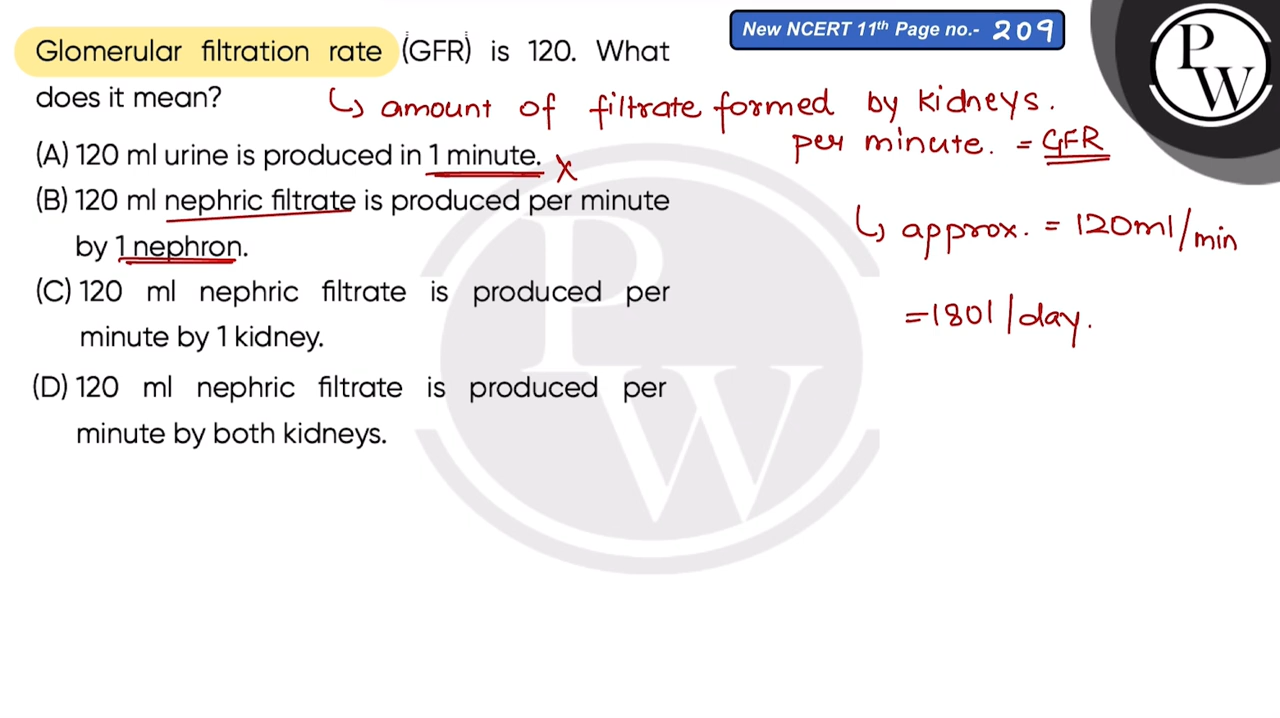 New NCERT 11th Page no.- 209
PW
Glomerular filtration rate (GFR) is 120. What
does it mean?
↳ amount of filtrate formed by kidneys.
per minute. = GFR
(A) 120 ml urine is produced in 1 minute. x
(B) 120 ml nephric filtrate is produced per minute
by 1 nephron.
↳ approx. = 120ml/min
(C) 120 ml nephric filtrate is produced per
minute by 1 kidney.
=180l/day.
(D) 120 ml nephric filtrate is produced per
minute by both kidneys.
PW